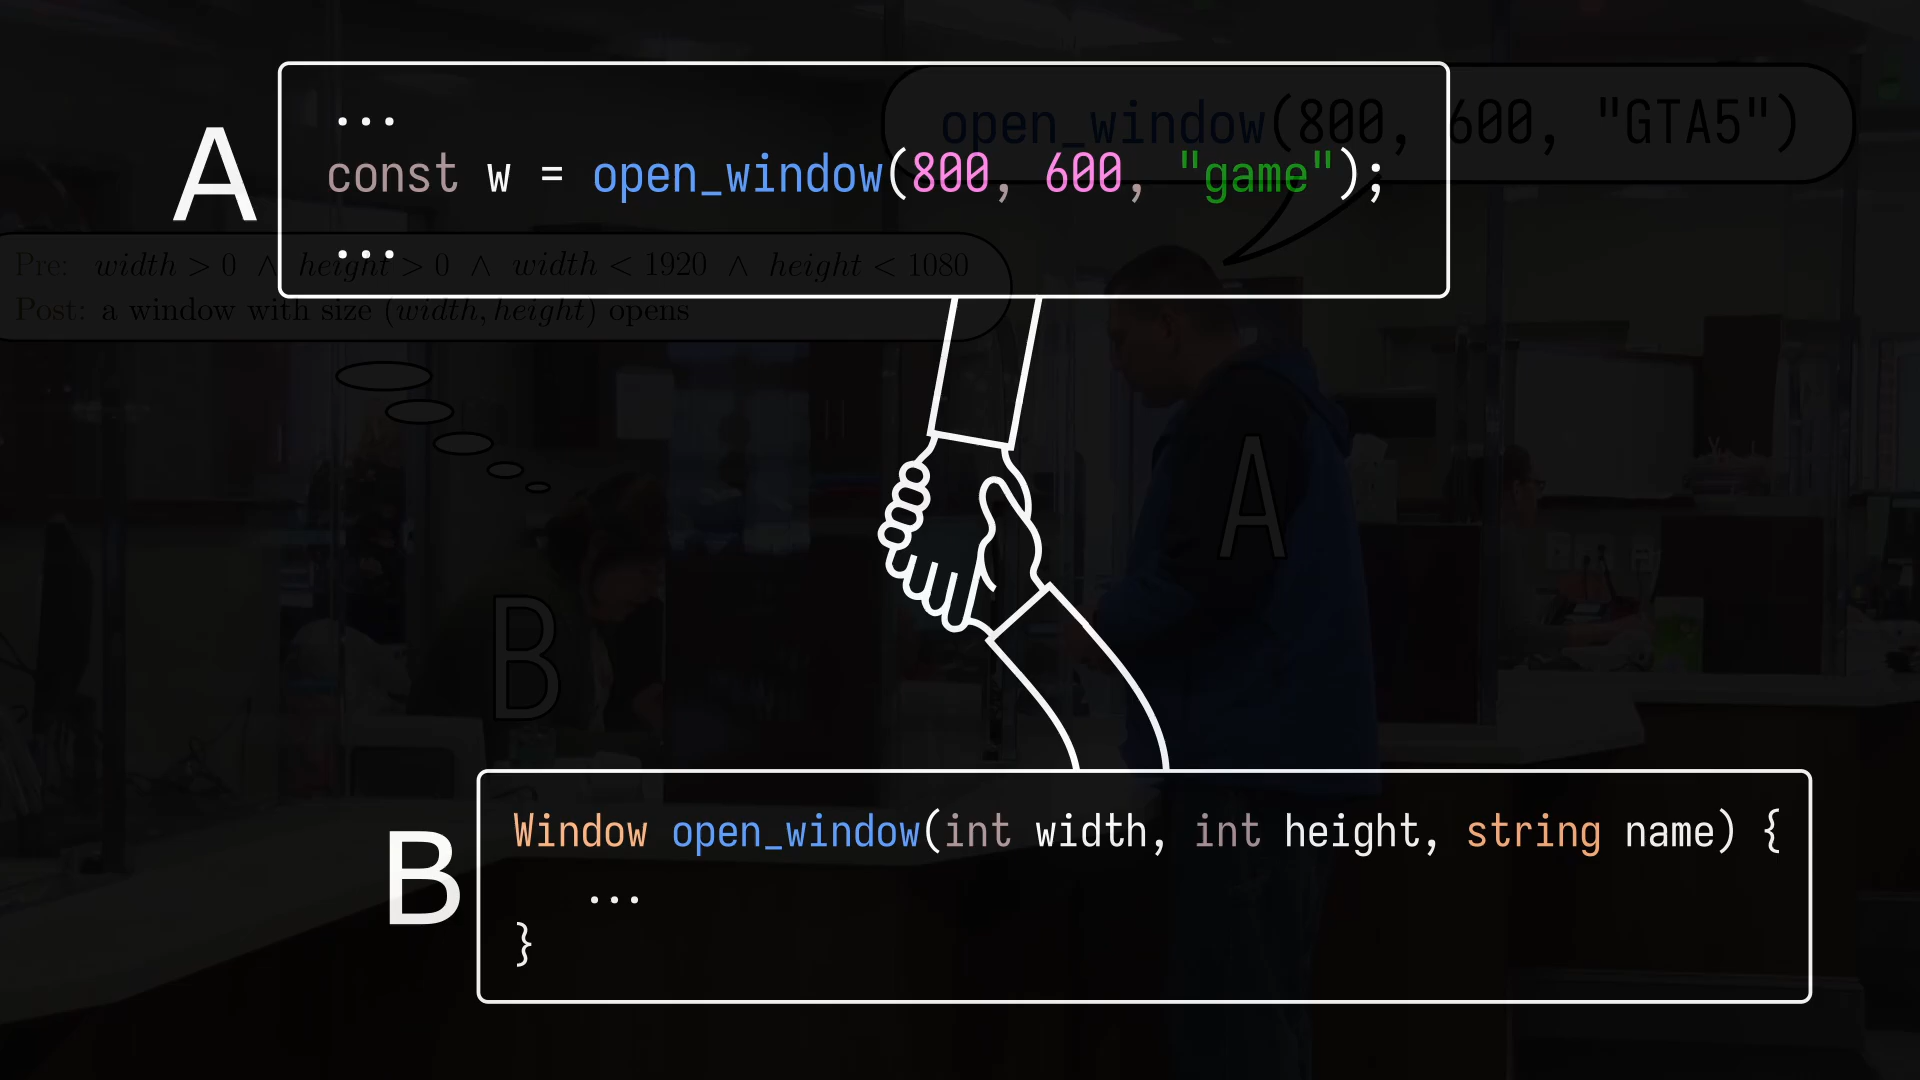 A
...
const w = open_window(800, 600, "game");
...
open_window(800, 600, "GTA5")
Pre: width > 0 ∧ height > 0 ∧ width < 1920 ∧ height < 1080
Post: a window with size (width, height) opens
A
B
B
Window open_window(int width, int height, string name) {
...
}